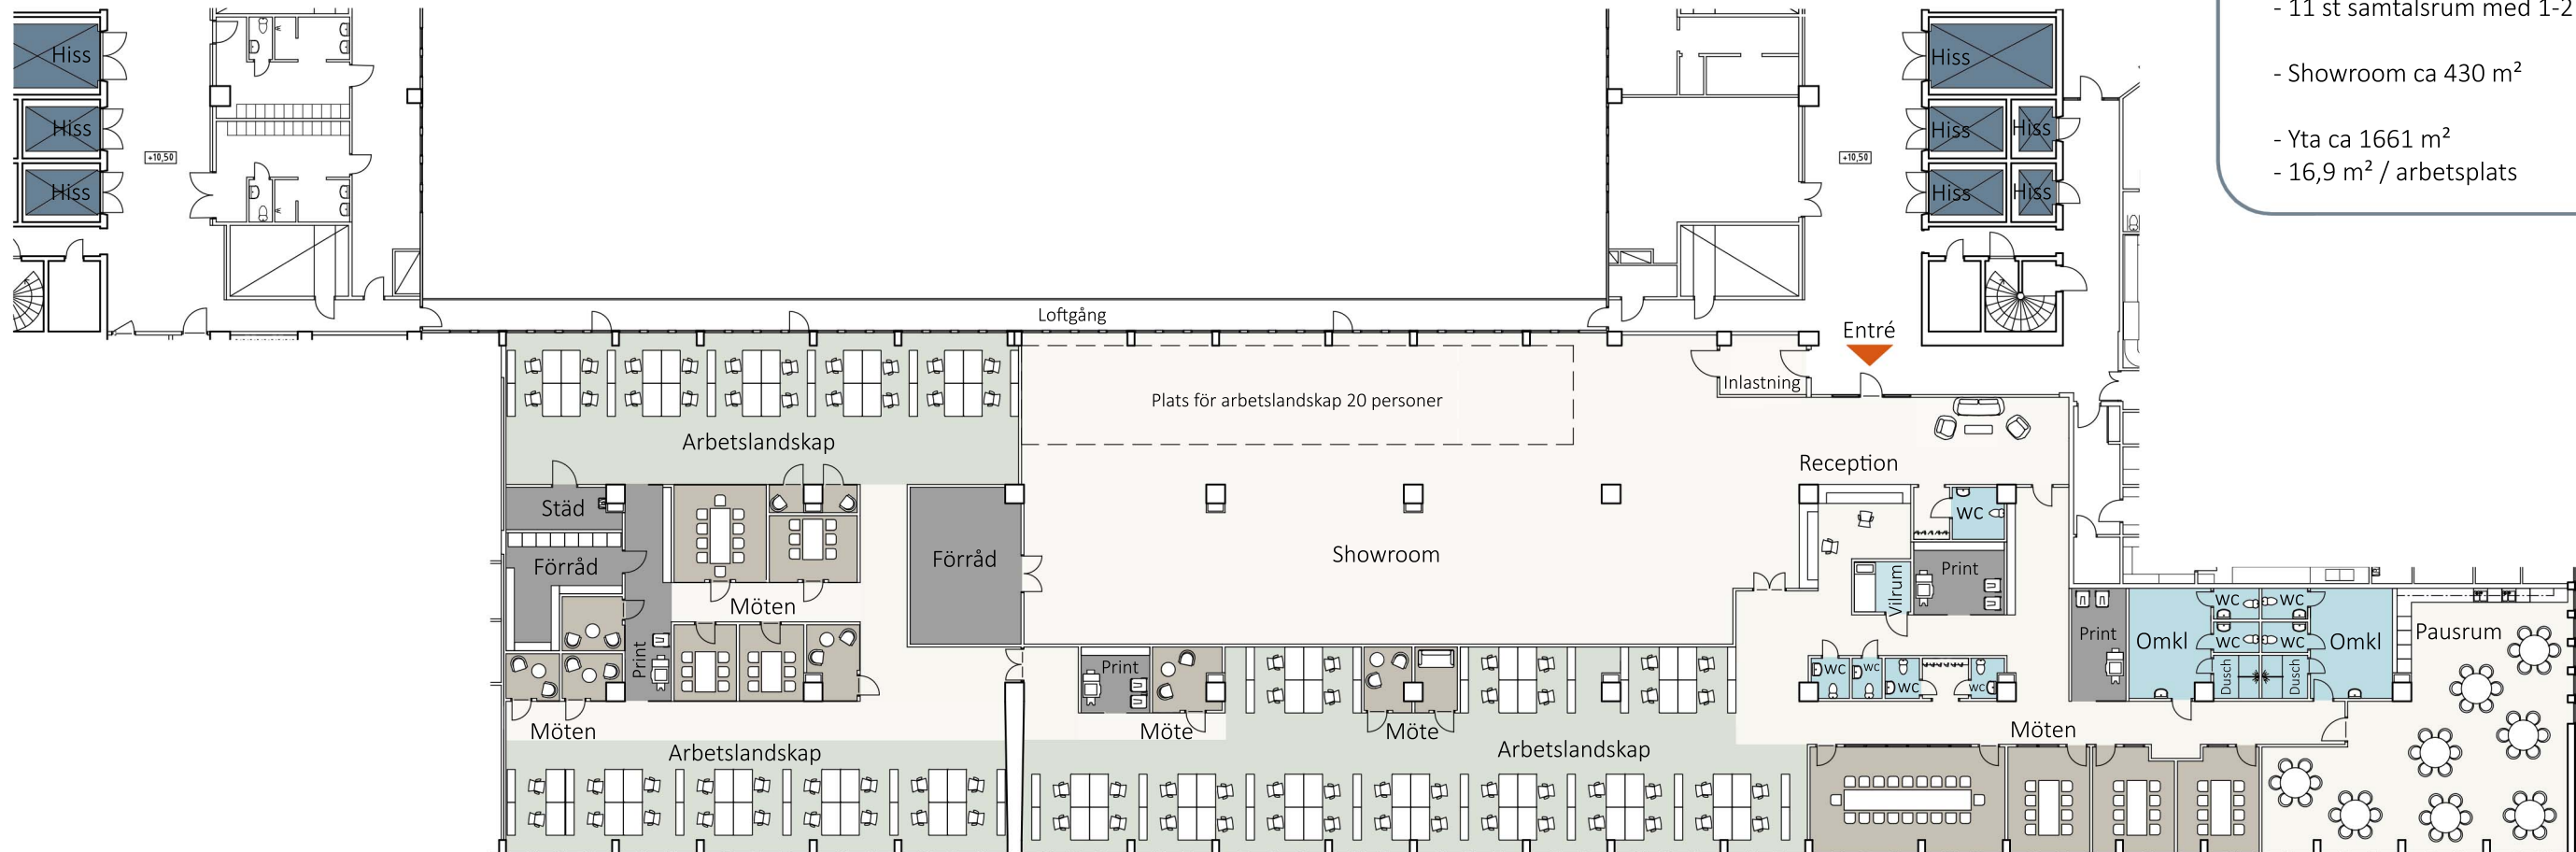 - 11 st samtalsrum med 1-2
- Showroom ca 430 m²
- Yta ca 1661 m²
- 16,9 m² / arbetsplats
Hiss
Hiss
Hiss
+10,50
Hiss
Hiss
Hiss
Hiss
Hiss
+10,50
Loftgång
Entré
Inlastning
Plats för arbetslandskap 20 personer
Arbetslandskap
Reception
Städ
Förråd
Print
Möten
Förråd
Showroom
WC
Print
Vilrum
Möten
Arbetslandskap
Print
Möte
Möte
Arbetslandskap
WC
WC
WC
WC
Print
Omkl
WC
WC
WC
WC
Dusch
Dusch
Omkl
Pausrum
Möten